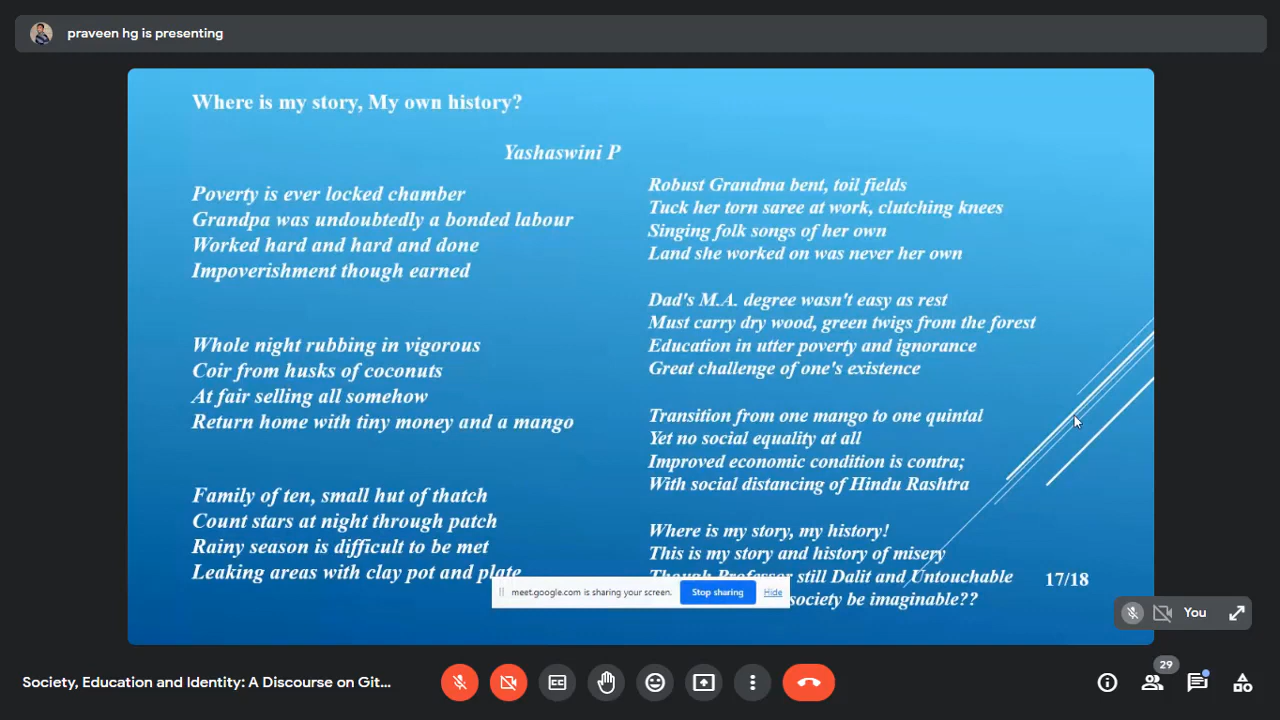 praveen hg is presenting
Where is my story, My own history?
Yashaswini P
Poverty is ever locked chamber
Grandpa was undoubtedly a bonded labour
Worked hard and hard and done
Impoverishment though earned
Whole night rubbing in vigorous
Coir from husks of coconuts
At fair selling all somehow
Return home with tiny money and a mango
Family of ten, small hut of thatch
Count stars at night through patch
Rainy season is difficult to be met
Leaking areas with clay pot and plate
Robust Grandma bent, toil fields
Tuck her torn saree at work, clutching knees
Singing folk songs of her own
Land she worked on was never her own
Dad's M.A. degree wasn't easy as rest
Must carry dry wood, green twigs from the forest
Education in utter poverty and ignorance
Great challenge of one's existence
Transition from one mango to one quintal
Yet no social equality at all
Improved economic condition is contra;
With social distancing of Hindu Rashtra
Where is my story, my history!
This is my story and history of misery
Though Professor still Dalit and Untouchable
society be imaginable??
17/18
meet.google.com is sharing your screen.
Stop sharing
Hide
You
Society, Education and Identity: A Discourse on Git...
29